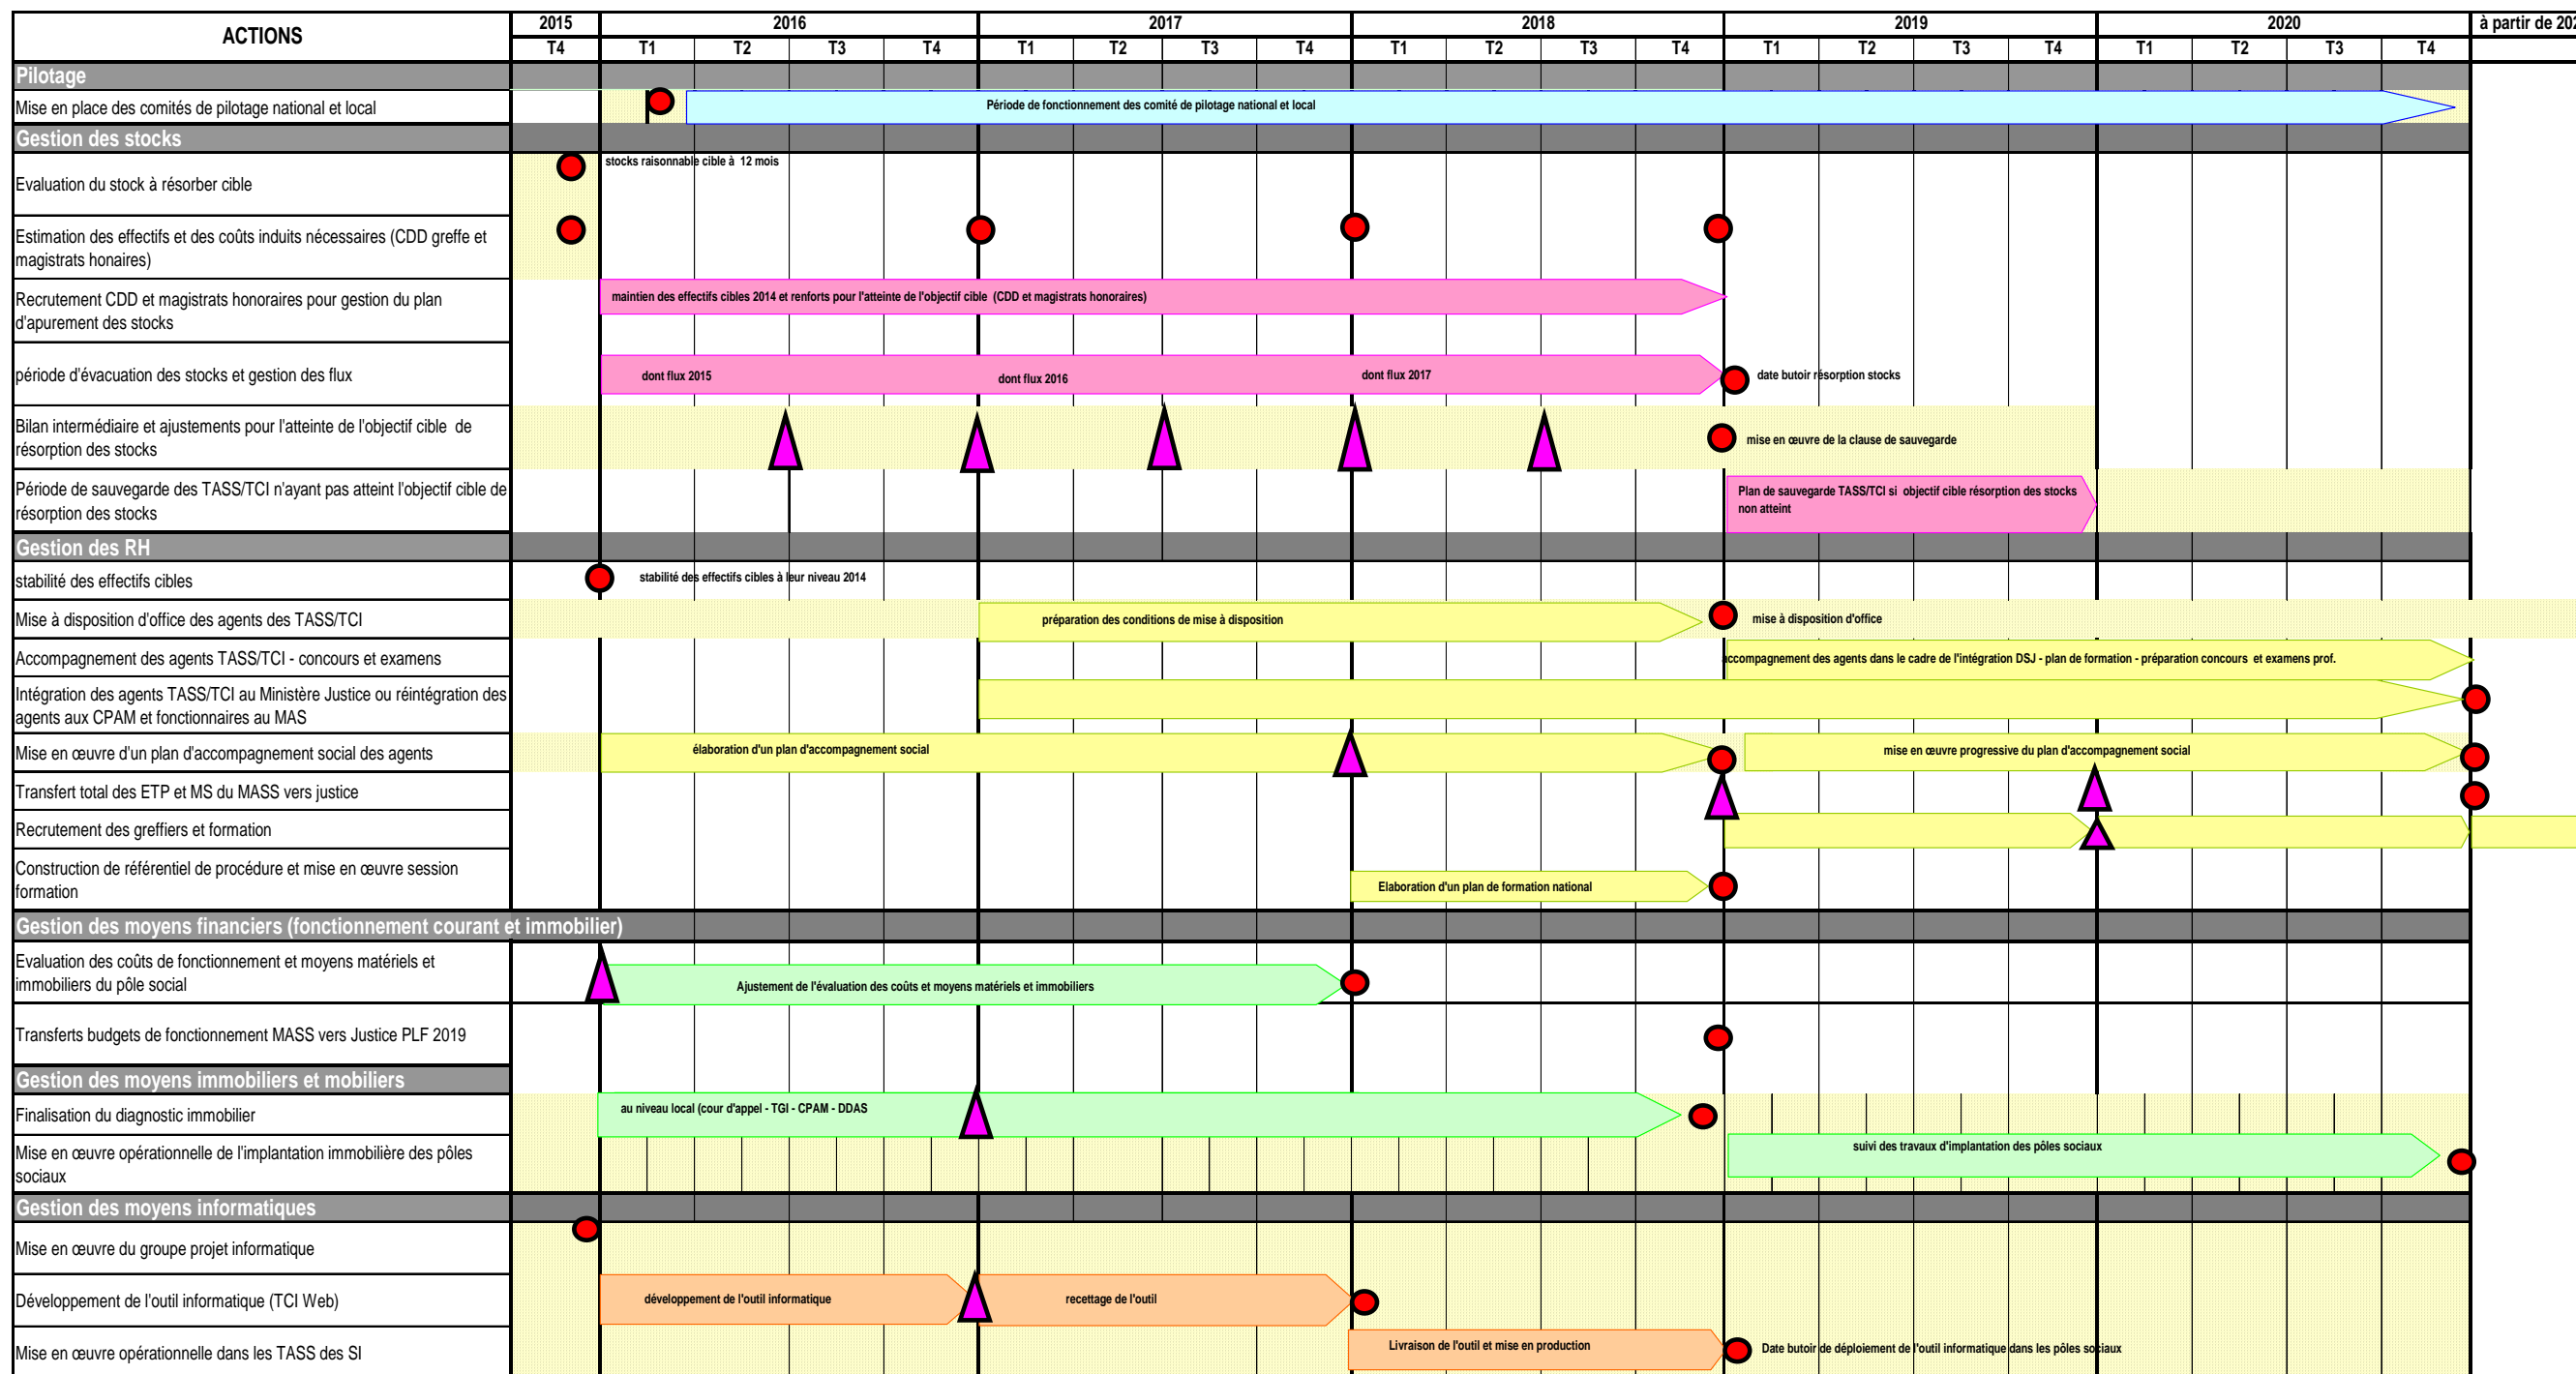 ACTIONS
2015
2016
2017
2018
2019
2020
à partir de 202
T4
T1
T2
T3
T4
T1
T2
T3
T4
T1
T2
T3
T4
T1
T2
T3
T4
T1
T2
T3
T4
Pilotage
Mise en place des comités de pilotage national et local
Période de fonctionnement des comité de pilotage national et local
Gestion des stocks
Evaluation du stock à résorber cible
stocks raisonnable cible à 12 mois
Estimation des effectifs et des coûts induits nécessaires (CDD greffe et
magistrats honaires)
Recrutement CDD et magistrats honoraires pour gestion du plan
d'apurement des stocks
maintien des effectifs cibles 2014 et renforts pour l'atteinte de l'objectif cible (CDD et magistrats honoraires)
période d'évacuation des stocks et gestion des flux
dont flux 2015
dont flux 2016
dont flux 2017
date butoir résorption stocks
Bilan intermédiaire et ajustements pour l'atteinte de l'objectif cible de
résorption des stocks
mise en œuvre de la clause de sauvegarde
Période de sauvegarde des TASS/TCI n'ayant pas atteint l'objectif cible de
résorption des stocks
Plan de sauvegarde TASS/TCI si objectif cible résorption des stocks
non atteint
Gestion des RH
stabilité des effectifs cibles
stabilité des effectifs cibles à leur niveau 2014
Mise à disposition d'office des agents des TASS/TCI
préparation des conditions de mise à disposition
mise à disposition d'office
Accompagnement des agents TASS/TCI - concours et examens
accompagnement des agents dans le cadre de l'intégration DSJ - plan de formation - préparation concours et examens prof.
Intégration des agents TASS/TCI au Ministère Justice ou réintégration des
agents aux CPAM et fonctionnaires au MAS
Mise en œuvre d'un plan d'accompagnement social des agents
élaboration d'un plan d'accompagnement social
mise en œuvre progressive du plan d'accompagnement social
Transfert total des ETP et MS du MASS vers justice
Recrutement des greffiers et formation
Construction de référentiel de procédure et mise en œuvre session
formation
Elaboration d'un plan de formation national
Gestion des moyens financiers (fonctionnement courant et immobilier)
Evaluation des coûts de fonctionnement et moyens matériels et
immobiliers du pôle social
Ajustement de l'évaluation des coûts et moyens matériels et immobiliers
Transferts budgets de fonctionnement MASS vers Justice PLF 2019
Gestion des moyens immobiliers et mobiliers
Finalisation du diagnostic immobilier
au niveau local (cour d'appel - TGI - CPAM - DDAS
Mise en œuvre opérationnelle de l'implantation immobilière des pôles
sociaux
suivi des travaux d'implantation des pôles sociaux
Gestion des moyens informatiques
Mise en œuvre du groupe projet informatique
Développement de l'outil informatique (TCI Web)
développement de l'outil informatique
recettage de l'outil
Mise en œuvre opérationnelle dans les TASS des SI
Livraison de l'outil et mise en production
Date butoir de déploiement de l'outil informatique dans les pôles sociaux